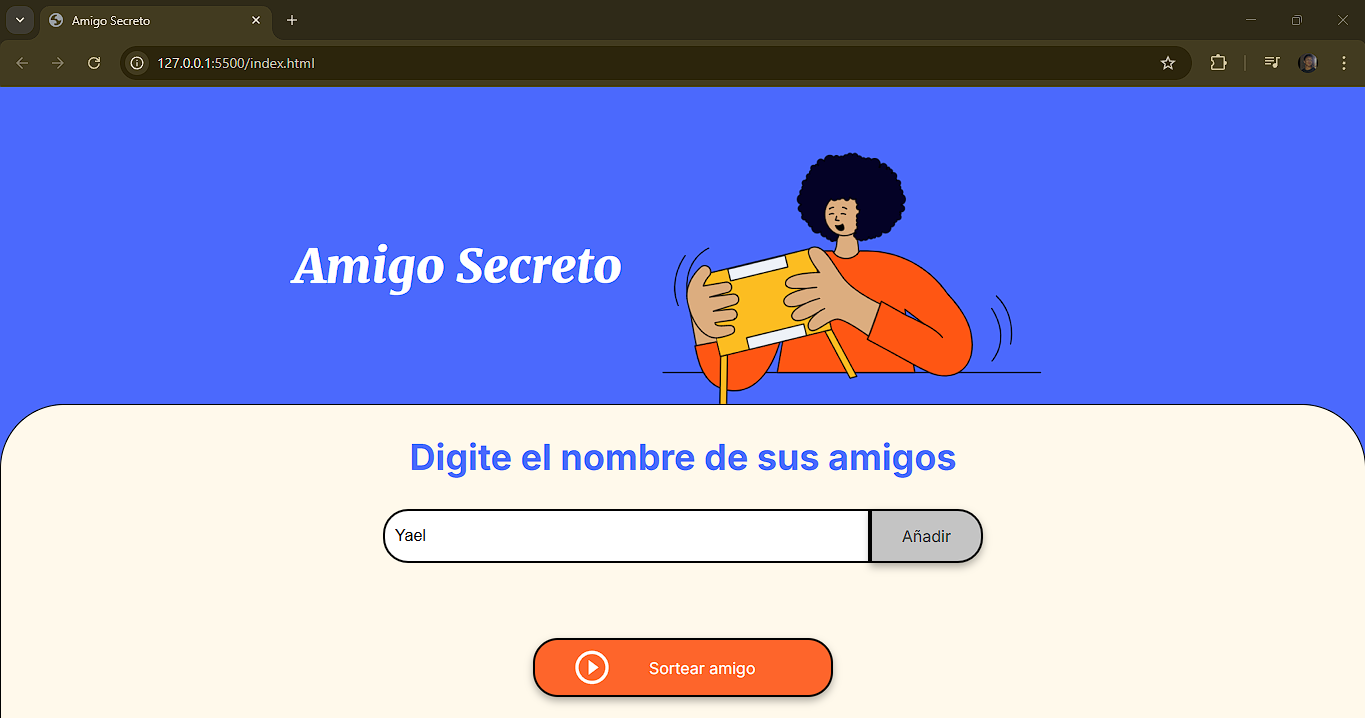 Amigo Secreto
127.0.0.1:5500/index.html
Amigo Secreto
Digite el nombre de sus amigos
Yael
Añadir
Sortear amigo